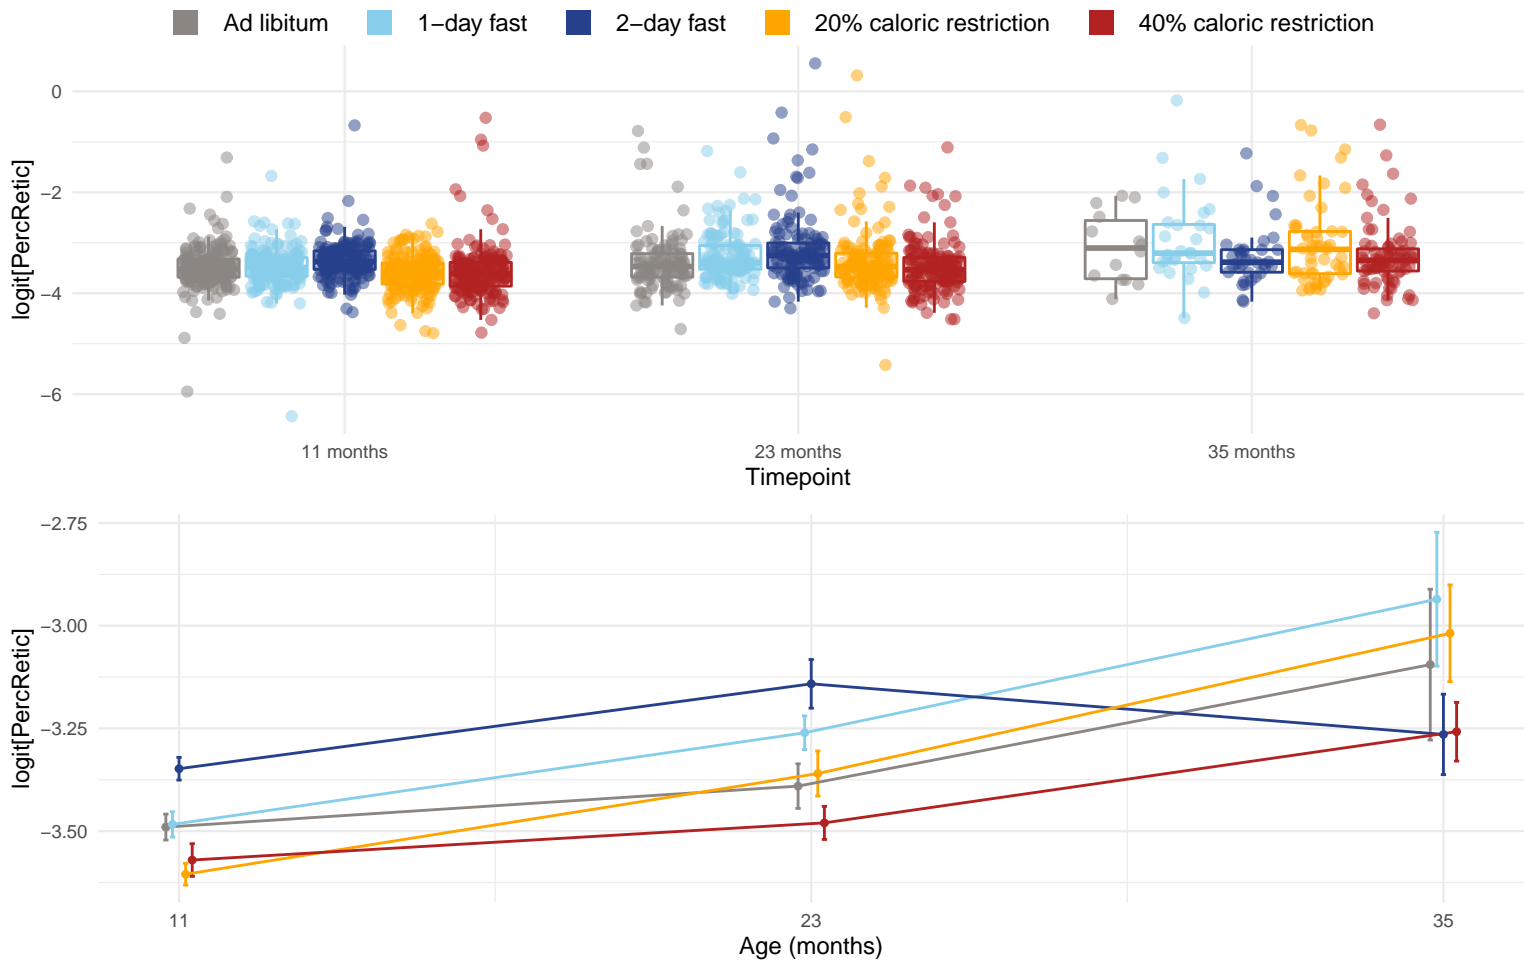 Ad libitum 1−day fast 2−day fast 20% caloric restriction 40% caloric restriction
logit[PercRetic]
0
−2
−4
−6
11 months 23 months 35 months
Timepoint
logit[PercRetic]
−2.75
−3.00
−3.25
−3.50
11 23 35
Age (months)